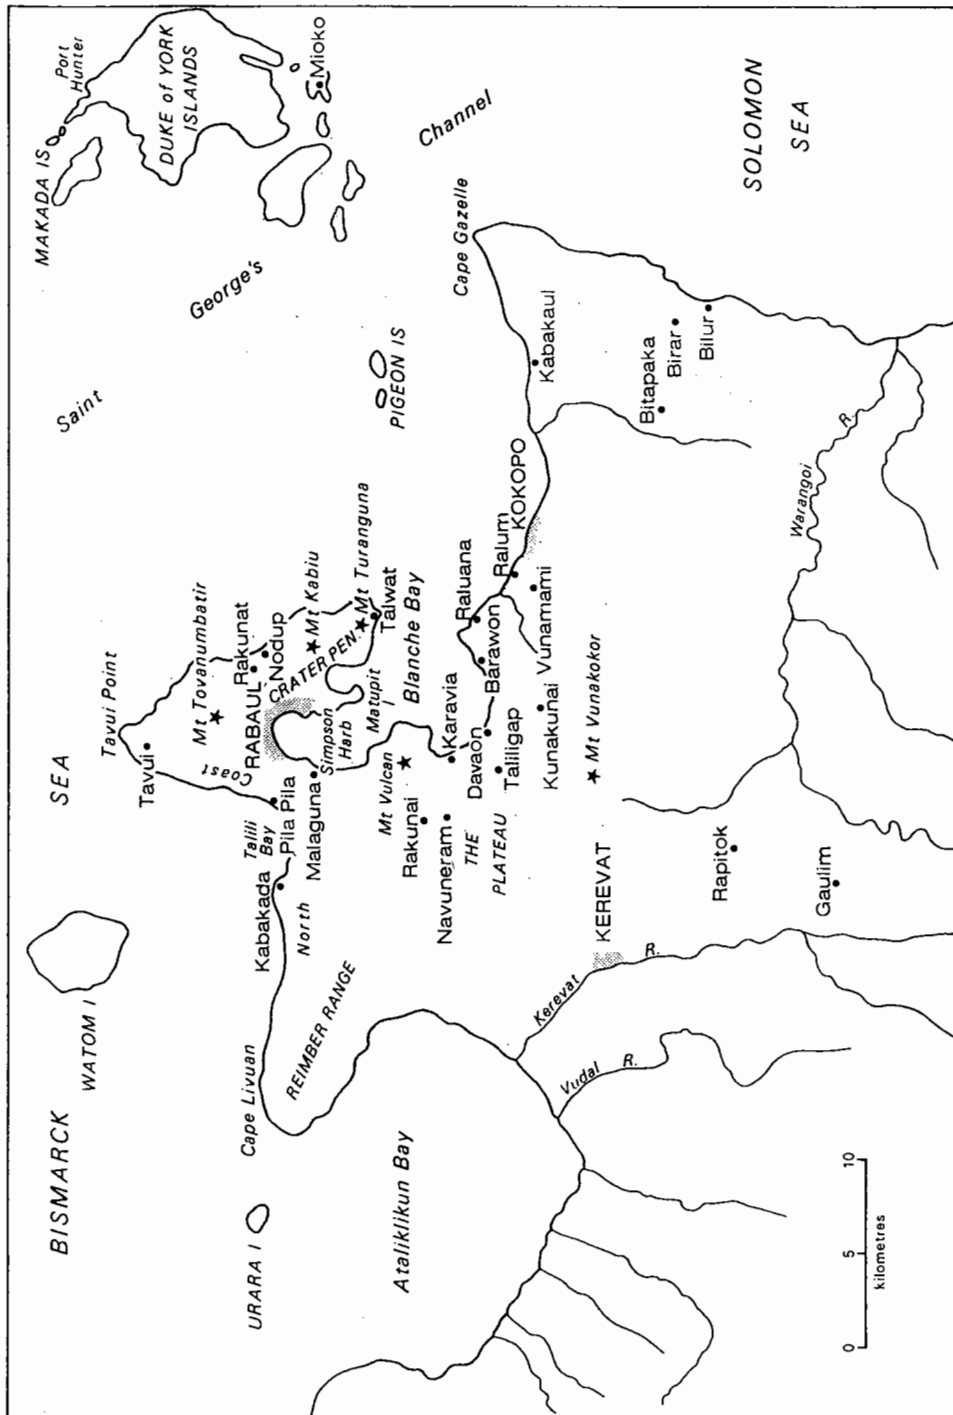 BISMARCK
SEA
WATOM I
URARA I
Cape Livuan
Kabakada
Talili
Bay
Pila Pila
North
Coast
Tavui
Tavui Point
Mt Tovanumbatir
Rakunat
RABAUL
Nodup
CRATER PEN.
Mt Kabiu
Mt Turanguna
Talwat
Malaguna
Simpson
Harb
Matupit
I
Blanche Bay
REIMBER RANGE
Ataliklikun Bay
Saint
George's
Channel
MAKADA IS
Port
Hunter
DUKE of YORK
ISLANDS
Mioko
PIGEON IS
Cape Gazelle
SOLOMON
SEA
Mt Vulcan
Rakunai
Navuneram
THE
PLATEAU
Karavia
Davaon
Taliligap
Barawon
Raluana
Ralum
KOKOPO
Vunamami
Kunakunai
Mt Vunakokor
Kabakaul
Bitapaka
Birar
Bilur
Warangoi
R.
KEREVAT
Kerevat
R.
Vudal
R.
Rapitok
Gaulim
0
5
10
kilometres